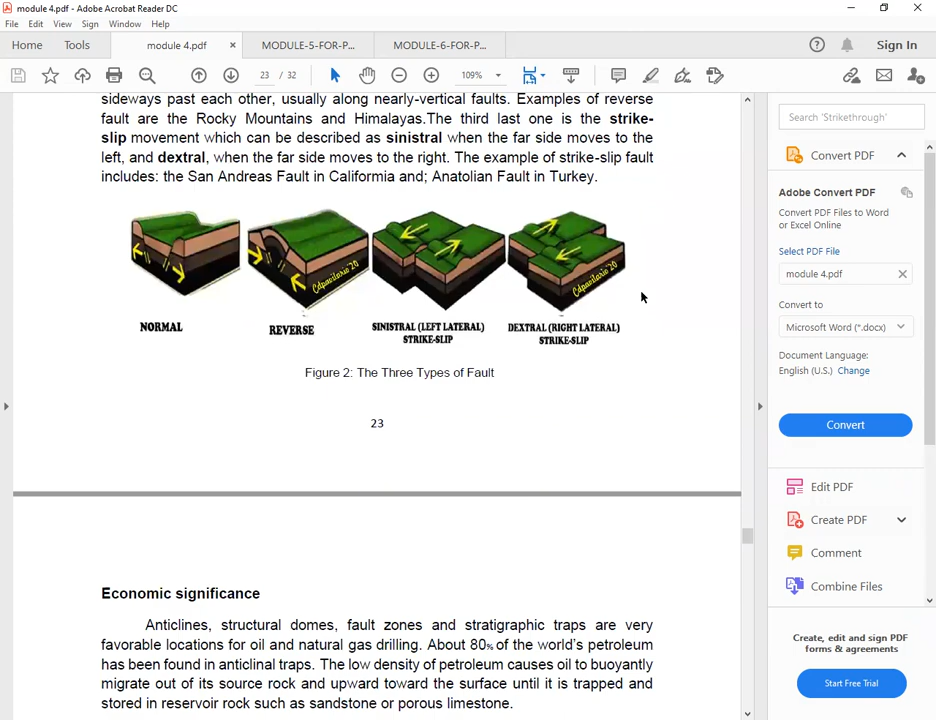 module 4.pdf - Adobe Acrobat Reader DC
File Edit View Sign Window Help
Home Tools module 4.pdf × MODULE-5-FOR-P... MODULE-6-FOR-P... Sign In
23 / 32 109%
sideways past each other, usually along nearly-vertical faults. Examples of reverse
fault are the Rocky Mountains and Himalayas.The third last one is the strike-
slip movement which can be described as sinistral when the far side moves to the
left, and dextral, when the far side moves to the right. The example of strike-slip fault
includes: the San Andreas Fault in California and; Anatolian Fault in Turkey.
Cdpavilario'20 Cdpavilario'20
NORMAL REVERSE SINISTRAL (LEFT LATERAL) DEXTRAL (RIGHT LATERAL)
STRIKE-SLIP STRIKE-SLIP
Figure 2: The Three Types of Fault
23
Economic significance
Anticlines, structural domes, fault zones and stratigraphic traps are very
favorable locations for oil and natural gas drilling. About 80% of the world's petroleum
has been found in anticlinal traps. The low density of petroleum causes oil to buoyantly
migrate out of its source rock and upward toward the surface until it is trapped and
stored in reservoir rock such as sandstone or porous limestone.
Search 'Strikethrough'
Convert PDF
Adobe Convert PDF
Convert PDF Files to Word
or Excel Online
Select PDF File
module 4.pdf
Convert to
Microsoft Word (*.docx)
Document Language:
English (U.S.) Change
Convert
Edit PDF
Create PDF
Comment
Combine Files
Create, edit and sign PDF
forms & agreements
Start Free Trial